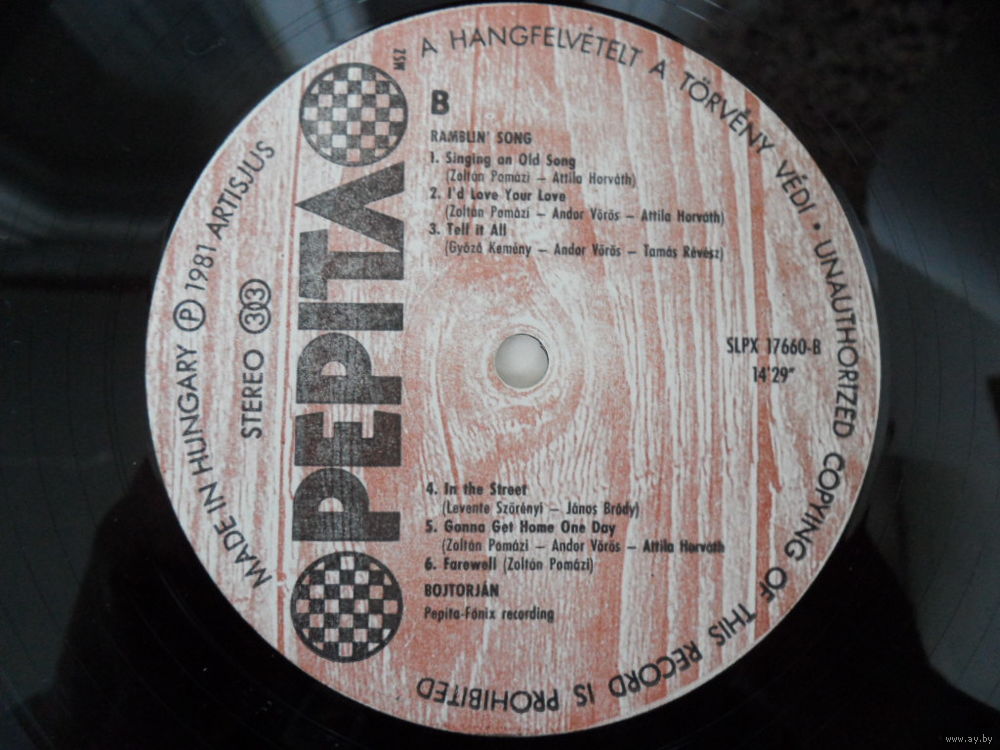 A HANGFELVÉTELT A TÖRVÉNY VÉDI • UNAUTHORIZED COPYING OF THIS RECORD IS PROHIBITED
MADE IN HUNGARY Ⓟ 1981 ARTISJUS
STEREO 33
PEPITA
MSZ
B
RAMBLIN' SONG
1. Singing an Old Song
(Zoltán Pomázi – Attila Horváth)
2. I'd Love Your Love
(Zoltán Pomázi – Andor Vörös – Attila Horváth)
3. Tell it All
(Győző Kemény – Andor Vörös – Tamás Révész)
SLPX 17660-B
14'29"
4. In the Street
(Levente Szörényi – János Bródy)
5. Gonna Get Home One Day
(Zoltán Pomázi – Andor Vörös – Attila Horváth
6. Farewell (Zoltán Pomázi)
BOJTORJÁN
Pepita-Főnix recording
www.ay.by